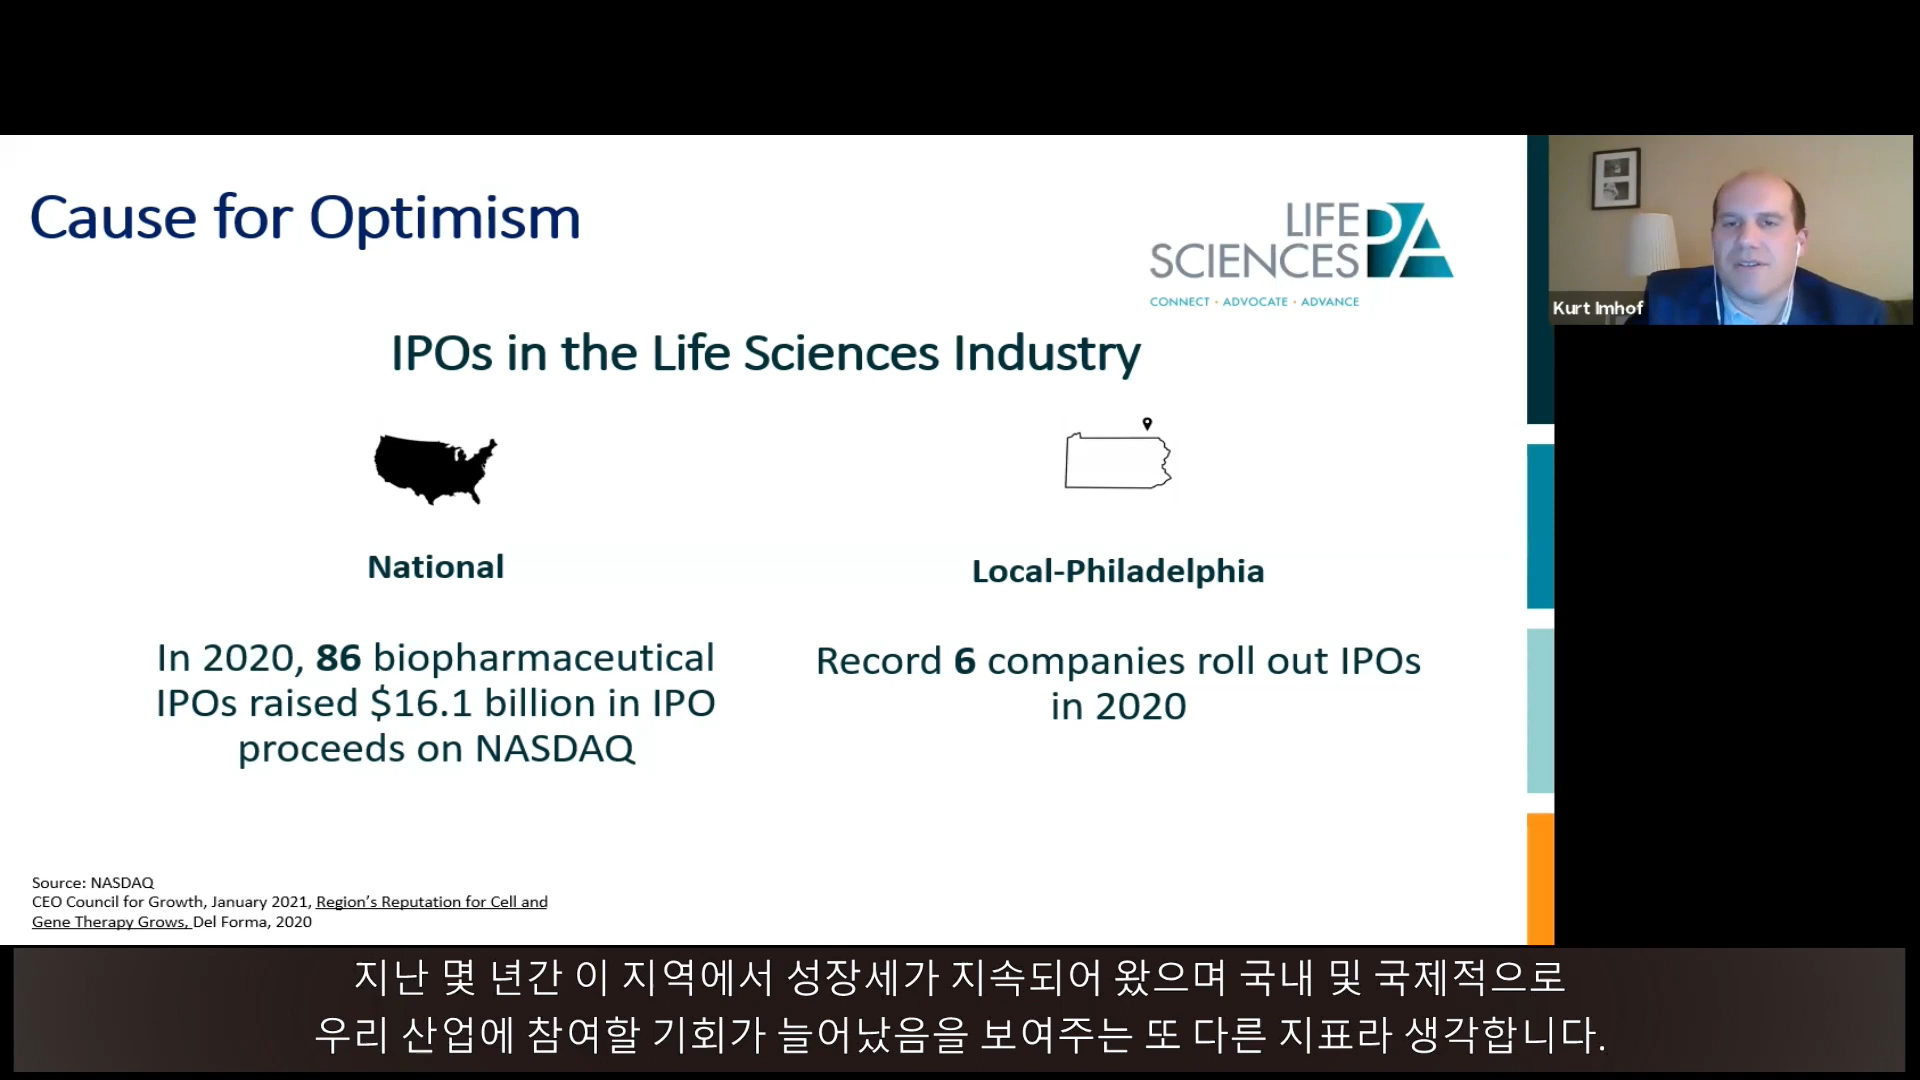 Cause for Optimism
LIFE
SCIENCES
PA
CONNECT • ADVOCATE • ADVANCE
Kurt Imhof
IPOs in the Life Sciences Industry
National
In 2020, 86 biopharmaceutical
IPOs raised $16.1 billion in IPO
proceeds on NASDAQ
Local-Philadelphia
Record 6 companies roll out IPOs
in 2020
Source: NASDAQ
CEO Council for Growth, January 2021, Region's Reputation for Cell and
Gene Therapy Grows, Del Forma, 2020
지난 몇 년간 이 지역에서 성장세가 지속되어 왔으며 국내 및 국제적으로
우리 산업에 참여할 기회가 늘어났음을 보여주는 또 다른 지표라 생각합니다.